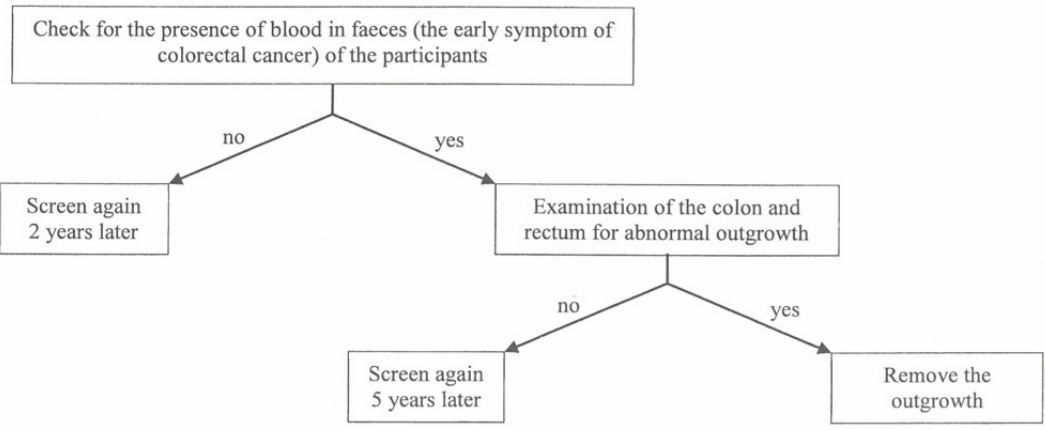 Check for the presence of blood in faeces (the early symptom of
colorectal cancer) of the participants
no
yes
Screen again
2 years later
Examination of the colon and
rectum for abnormal outgrowth
no
yes
Screen again
5 years later
Remove the
outgrowth